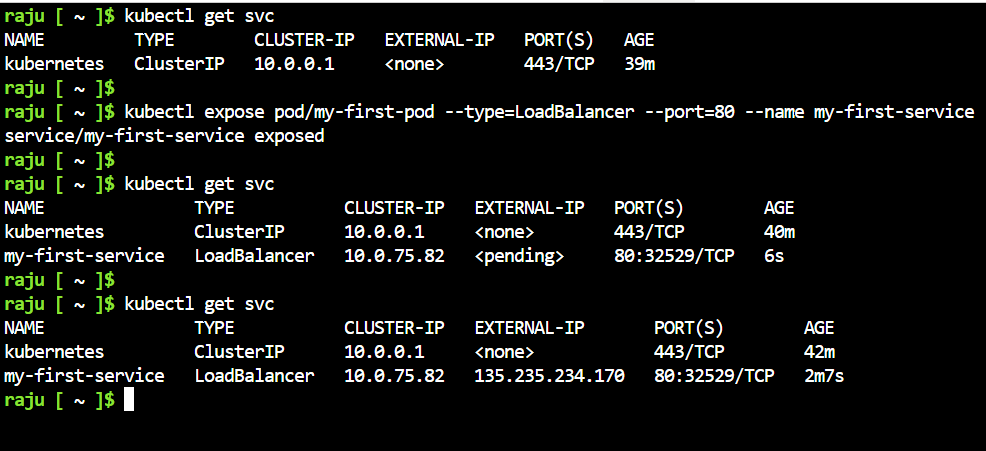 raju [ ~ ]$ kubectl get svc
NAME         TYPE        CLUSTER-IP   EXTERNAL-IP   PORT(S)   AGE
kubernetes   ClusterIP   10.0.0.1     <none>        443/TCP   39m
raju [ ~ ]$
raju [ ~ ]$ kubectl expose pod/my-first-pod --type=LoadBalancer --port=80 --name my-first-service
service/my-first-service exposed
raju [ ~ ]$
raju [ ~ ]$ kubectl get svc
NAME               TYPE           CLUSTER-IP   EXTERNAL-IP   PORT(S)        AGE
kubernetes         ClusterIP      10.0.0.1     <none>        443/TCP        40m
my-first-service   LoadBalancer   10.0.75.82   <pending>     80:32529/TCP   6s
raju [ ~ ]$
raju [ ~ ]$ kubectl get svc
NAME               TYPE           CLUSTER-IP   EXTERNAL-IP       PORT(S)        AGE
kubernetes         ClusterIP      10.0.0.1     <none>            443/TCP        42m
my-first-service   LoadBalancer   10.0.75.82   135.235.234.170   80:32529/TCP   2m7s
raju [ ~ ]$